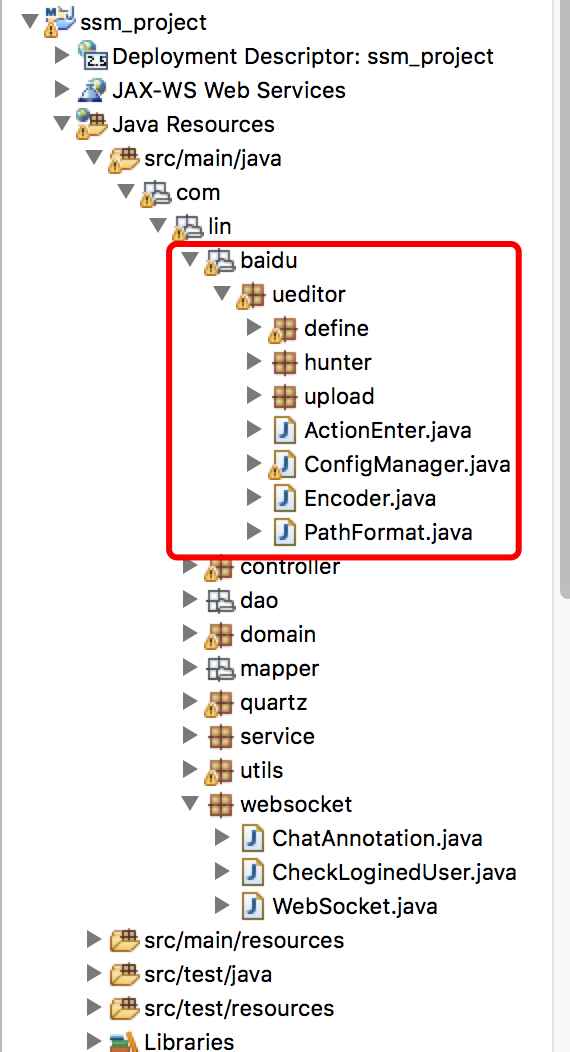 ssm_project
2.5 Deployment Descriptor: ssm_project
JAX-WS Web Services
Java Resources
src/main/java
com
lin
baidu
ueditor
define
hunter
upload
J ActionEnter.java
J ConfigManager.java
J Encoder.java
J PathFormat.java
controller
dao
domain
mapper
quartz
service
utils
websocket
J ChatAnnotation.java
J CheckLoginedUser.java
J WebSocket.java
src/main/resources
src/test/java
src/test/resources
Libraries